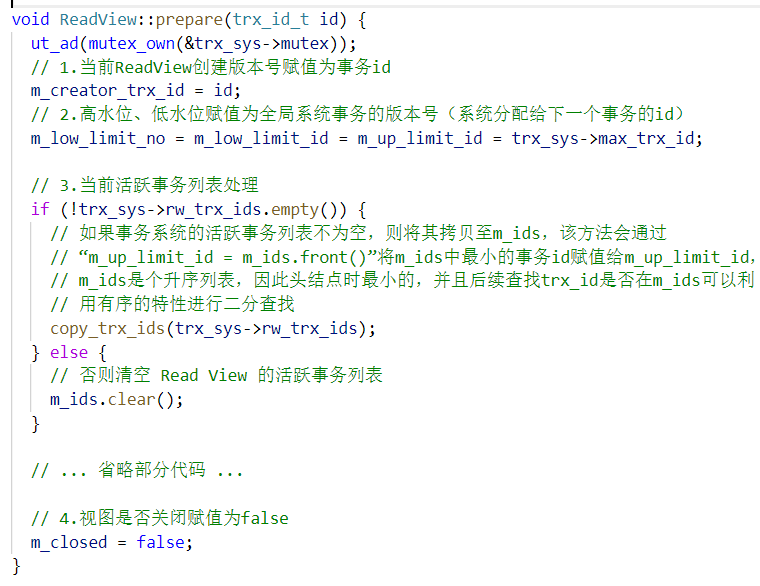 void ReadView::prepare(trx_id_t id) {
  ut_ad(mutex_own(&trx_sys->mutex));
  // 1.当前ReadView创建版本号赋值为事务id
  m_creator_trx_id = id;
  // 2.高水位、低水位赋值为全局系统事务的版本号（系统分配给下一个事务的id）
  m_low_limit_no = m_low_limit_id = m_up_limit_id = trx_sys->max_trx_id;
  // 3.当前活跃事务列表处理
  if (!trx_sys->rw_trx_ids.empty()) {
    // 如果事务系统的活跃事务列表不为空，则将其拷贝至m_ids，该方法会通过
    // “m_up_limit_id = m_ids.front()”将m_ids中最小的事务id赋值给m_up_limit_id，
    // m_ids是个升序列表，因此头结点时最小的，并且后续查找trx_id是否在m_ids可以利
    // 用有序的特性进行二分查找
    copy_trx_ids(trx_sys->rw_trx_ids);
  } else {
    // 否则清空 Read View 的活跃事务列表
    m_ids.clear();
  }
  // ... 省略部分代码 ...
  // 4.视图是否关闭赋值为false
  m_closed = false;
}